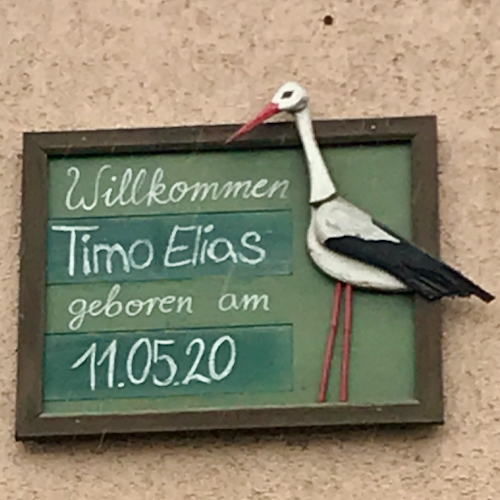 Willkommen
Timo Elias
geboren am
11.05.20